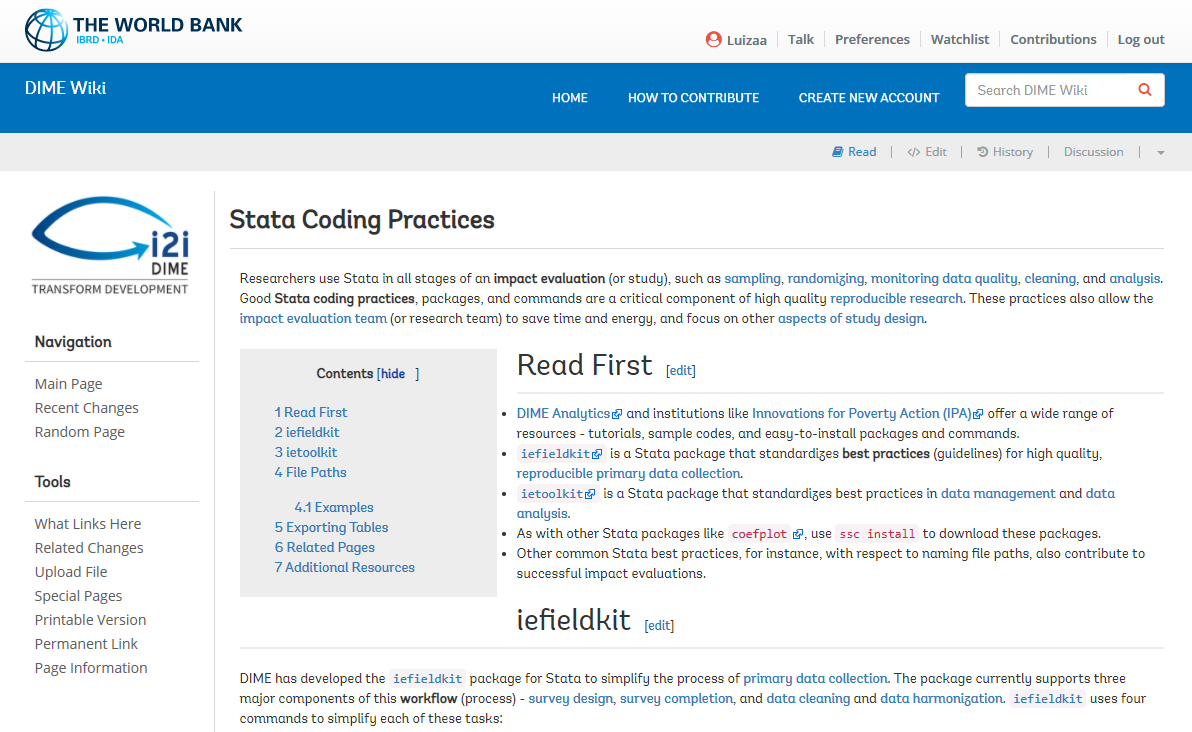 THE WORLD BANK
IBRD • IDA
Luizaa Talk Preferences Watchlist Contributions Log out
DIME Wiki
HOME HOW TO CONTRIBUTE CREATE NEW ACCOUNT Search DIME Wiki
Read | </> Edit | History | Discussion |
i2i
DIME
TRANSFORM DEVELOPMENT
Navigation
Main Page
Recent Changes
Random Page
Tools
What Links Here
Related Changes
Upload File
Special Pages
Printable Version
Permanent Link
Page Information
Stata Coding Practices
Researchers use Stata in all stages of an impact evaluation (or study), such as sampling, randomizing, monitoring data quality, cleaning, and analysis.
Good Stata coding practices, packages, and commands are a critical component of high quality reproducible research. These practices also allow the
impact evaluation team (or research team) to save time and energy, and focus on other aspects of study design.
Contents [hide ]
1 Read First
2 iefieldkit
3 ietoolkit
4 File Paths
4.1 Examples
5 Exporting Tables
6 Related Pages
7 Additional Resources
Read First [edit]
• DIME Analytics and institutions like Innovations for Poverty Action (IPA) offer a wide range of
resources - tutorials, sample codes, and easy-to-install packages and commands.
• iefieldkit is a Stata package that standardizes best practices (guidelines) for high quality,
reproducible primary data collection.
• ietoolkit is a Stata package that standardizes best practices in data management and data
analysis.
• As with other Stata packages like coefplot , use ssc install to download these packages.
• Other common Stata best practices, for instance, with respect to naming file paths, also contribute to
successful impact evaluations.
iefieldkit [edit]
DIME has developed the iefieldkit package for Stata to simplify the process of primary data collection. The package currently supports three
major components of this workflow (process) - survey design, survey completion, and data cleaning and data harmonization. iefieldkit uses four
commands to simplify each of these tasks: